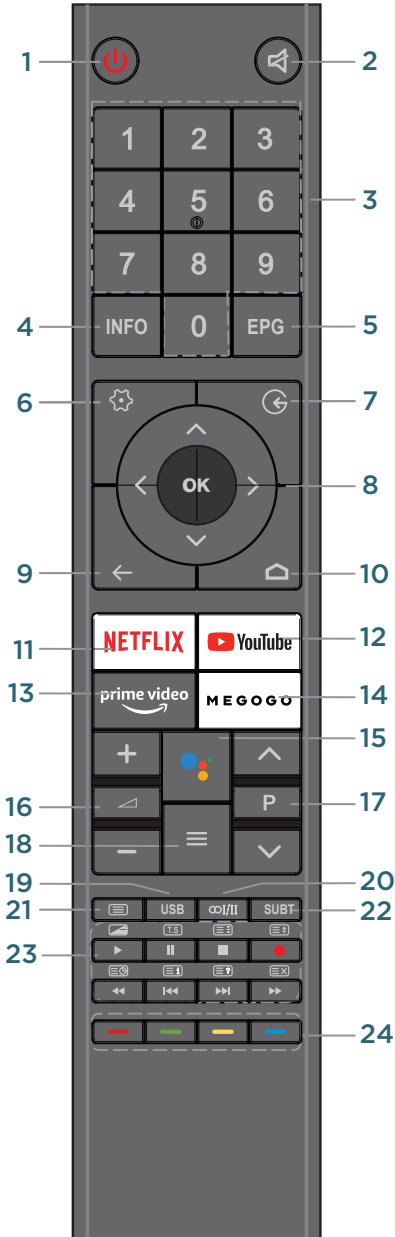 1 2
1 2 3
3
4 5 6
7 8 9
4 INFO 0 EPG 5
6 7
OK 8
9 10
NETFLIX YouTube 12
11
13 prime video MEGOGO 14
15
16 P 17
18
19 20
21 USB I/II SUBT 22
T.S
23
24